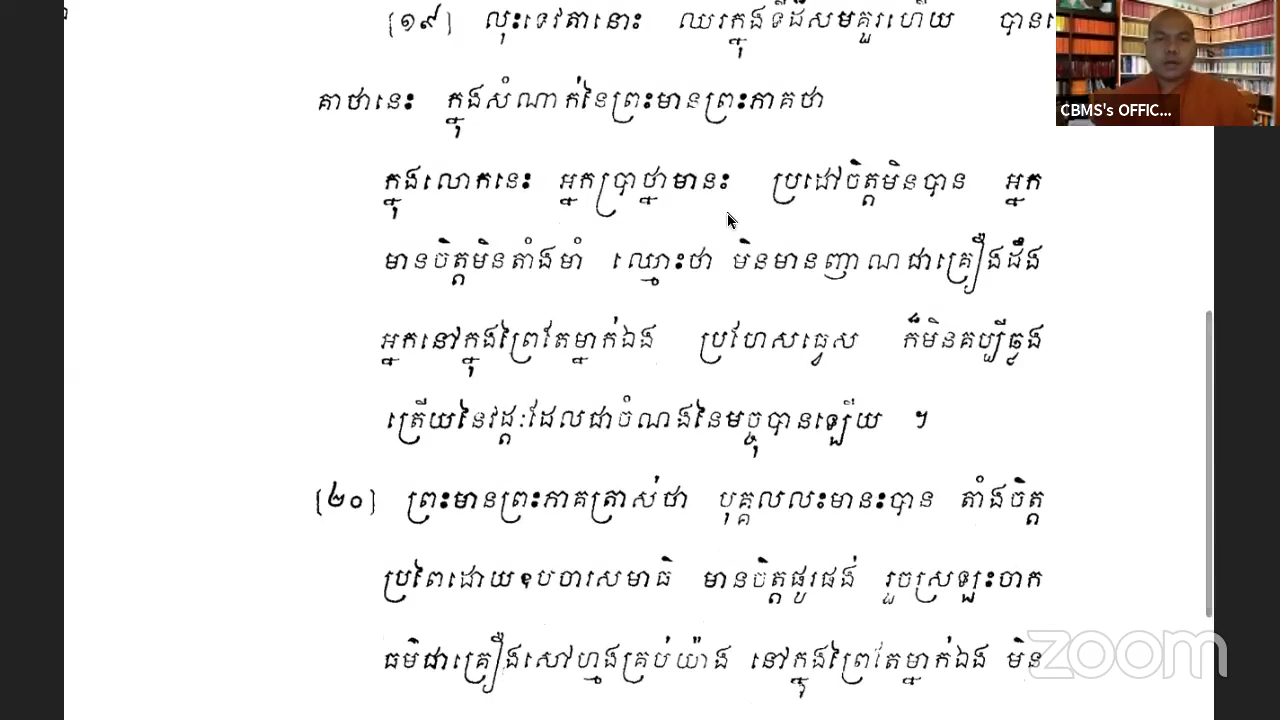 [១៩] លុះទេវតានោះ ឈរក្នុងទីដ៏សមគួរហើយ បាន
គាថានេះ ក្នុងសំណាក់នៃព្រះមានព្រះភាគថា
ក្នុងលោកនេះ អ្នកប្រាថ្នាមានះ ប្រដៅចិត្តមិនបាន អ្នក
មានចិត្តមិនតាំងមាំ ឈ្មោះថា មិនមានញាណជាគ្រឿងដឹង
អ្នកនៅក្នុងព្រៃតែម្នាក់ឯង ប្រហែសធ្វេស ក៏មិនគប្បីឆ្លង
ត្រើយនៃវដ្តៈដែលជាចំណងនៃមច្ចុបានឡើយ ។
[២០] ព្រះមានព្រះភាគត្រាស់ថា បុគ្គលលះមានះបាន តាំងចិត្ត
ប្រពៃដោយឧបចារសមាធិ មានចិត្តផូរផង់ រួចស្រឡះចាក
ធម៌ជាគ្រឿងសៅហ្មងគ្រប់យ៉ាង នៅក្នុងព្រៃតែម្នាក់ឯង មិន
CBMS's OFFIC...
zoom